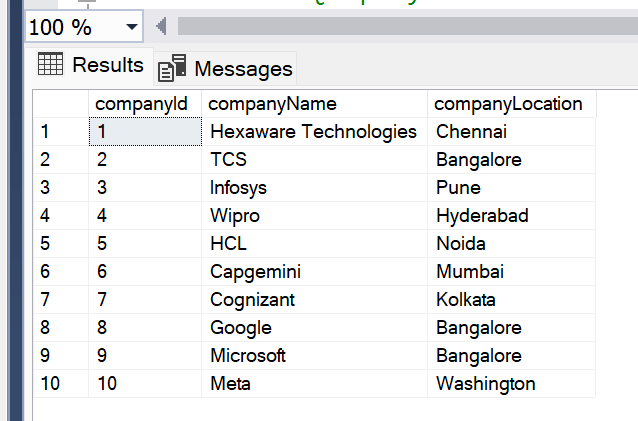 100 %
Results Messages
companyId companyName companyLocation
1 1 Hexaware Technologies Chennai
2 2 TCS Bangalore
3 3 Infosys Pune
4 4 Wipro Hyderabad
5 5 HCL Noida
6 6 Capgemini Mumbai
7 7 Cognizant Kolkata
8 8 Google Bangalore
9 9 Microsoft Bangalore
10 10 Meta Washington